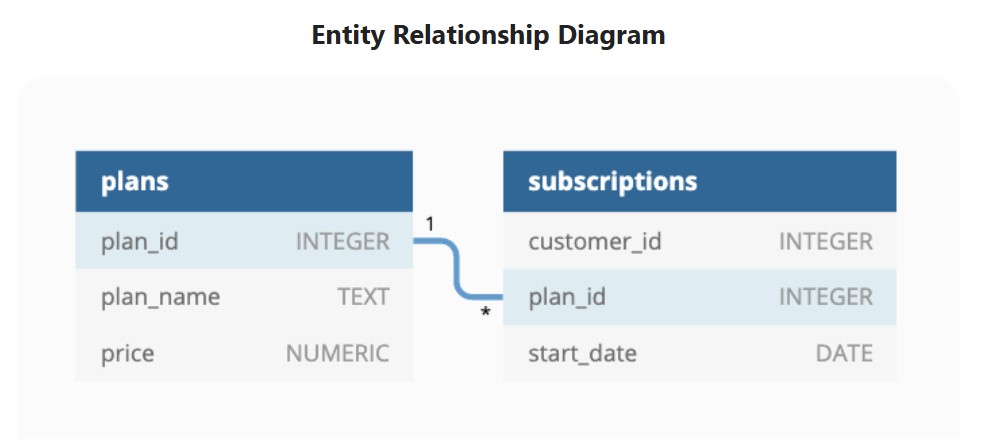 Entity Relationship Diagram
plans
plan_id INTEGER
plan_name TEXT
price NUMERIC
1
*
subscriptions
customer_id INTEGER
plan_id INTEGER
start_date DATE